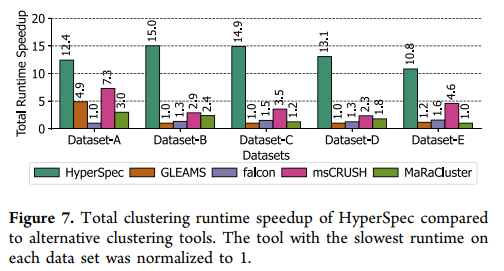 Total Runtime Speedup
20
15
10
5
0
12.4 4.9 1.0 7.3 3.0
15.0 1.0 1.3 2.9 2.4
14.9 1.0 1.5 3.5 1.2
13.1 1.0 1.3 2.3 1.8
10.8 1.2 1.6 4.6 1.0
Dataset-A Dataset-B Dataset-C Dataset-D Dataset-E
Datasets
HyperSpec GLEAMS falcon msCRUSH MaRaCluster
Figure 7. Total clustering runtime speedup of HyperSpec compared
to alternative clustering tools. The tool with the slowest runtime on
each data set was normalized to 1.